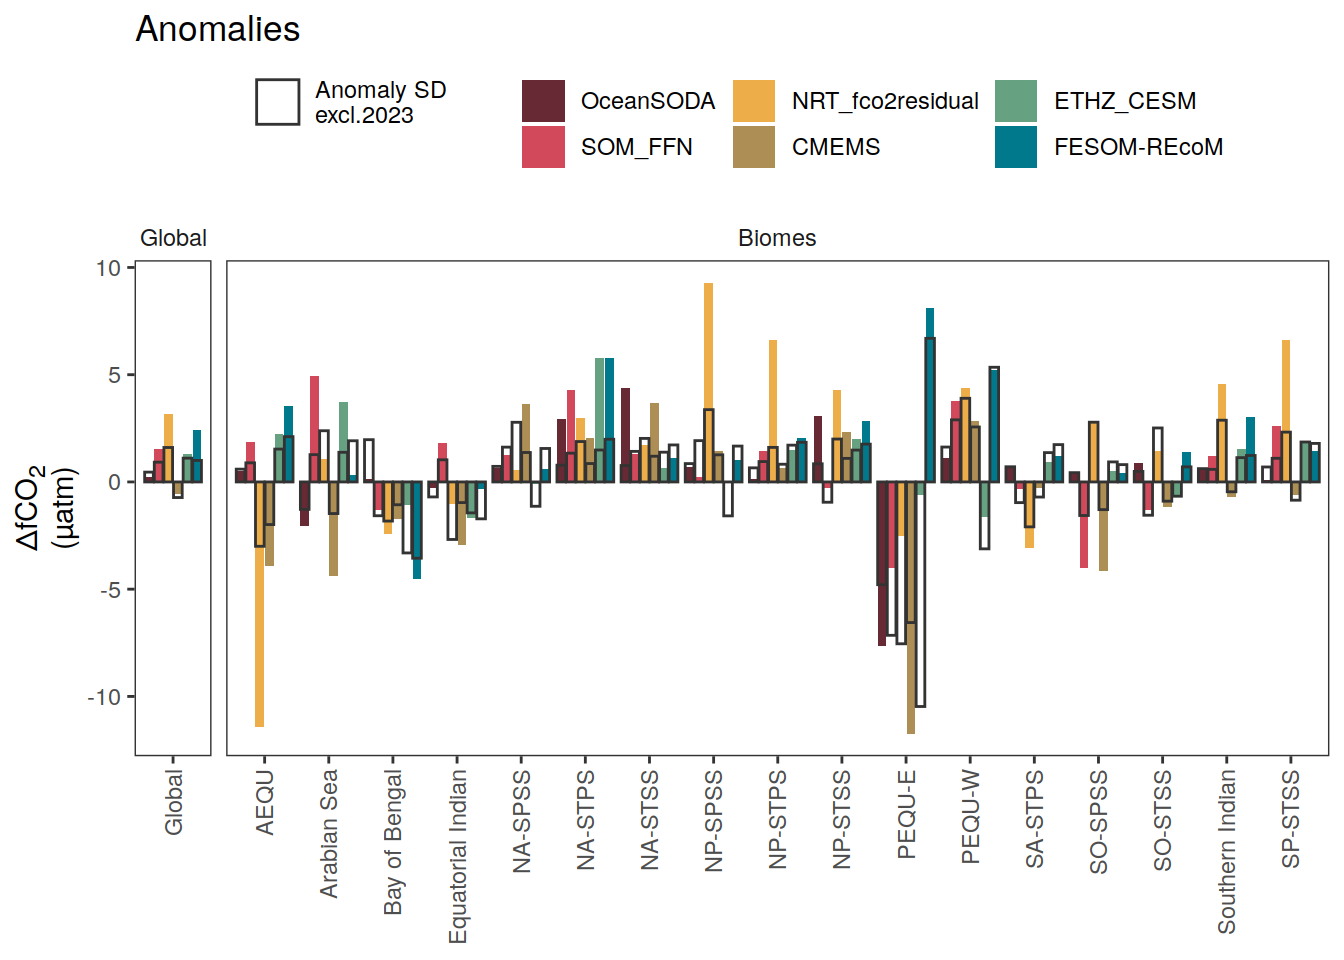 Anomalies
Anomaly SD
excl.2023
OceanSODA
NRT_fco2residual
ETHZ_CESM
SOM_FFN
CMEMS
FESOM-REcoM
Global
Biomes
10
5
0
-5
-10
ΔfCO₂
(µatm)
Global
AEQU
Arabian Sea
Bay of Bengal
Equatorial Indian
NA-SPSS
NA-STPS
NA-STSS
NP-SPSS
NP-STPS
NP-STSS
PEQU-E
PEQU-W
SA-STPS
SO-SPSS
SO-STSS
Southern Indian
SP-STSS